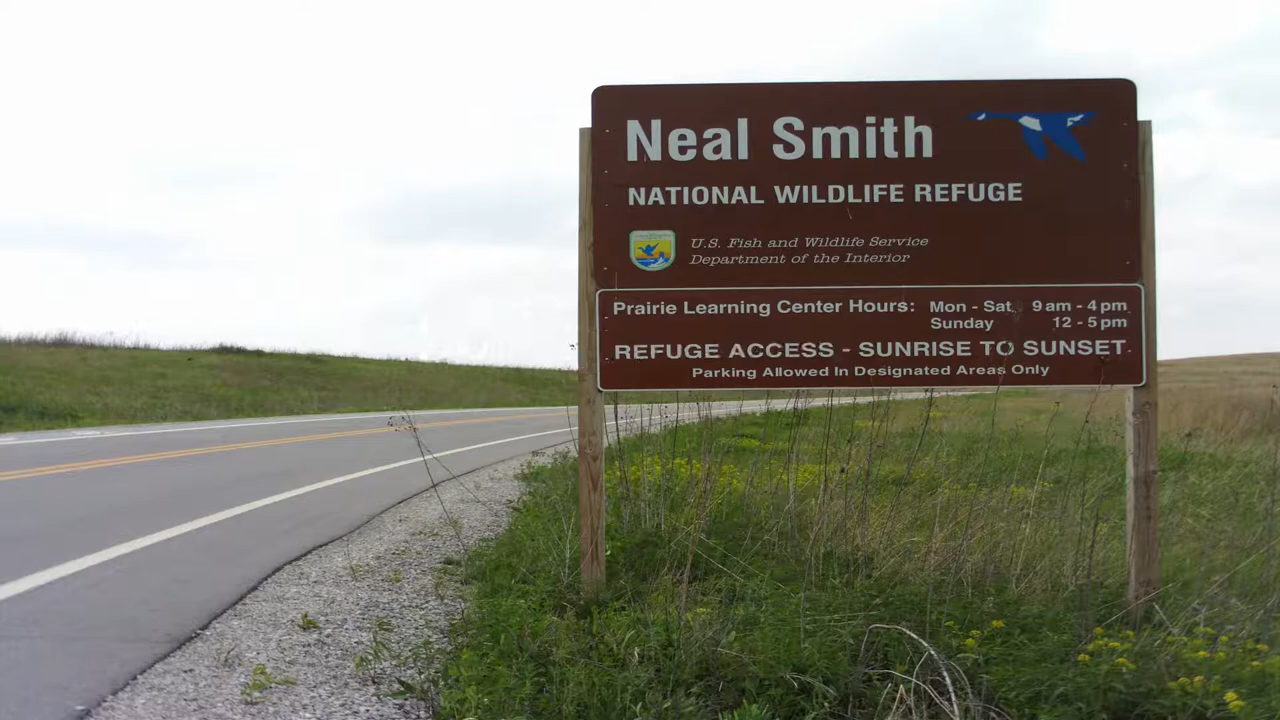 Neal Smith
NATIONAL WILDLIFE REFUGE
U.S. Fish and Wildlife Service
Department of the Interior
Prairie Learning Center Hours: Mon - Sat 9 am - 4 pm
Sunday 12 - 5 pm
REFUGE ACCESS - SUNRISE TO SUNSET
Parking Allowed In Designated Areas Only